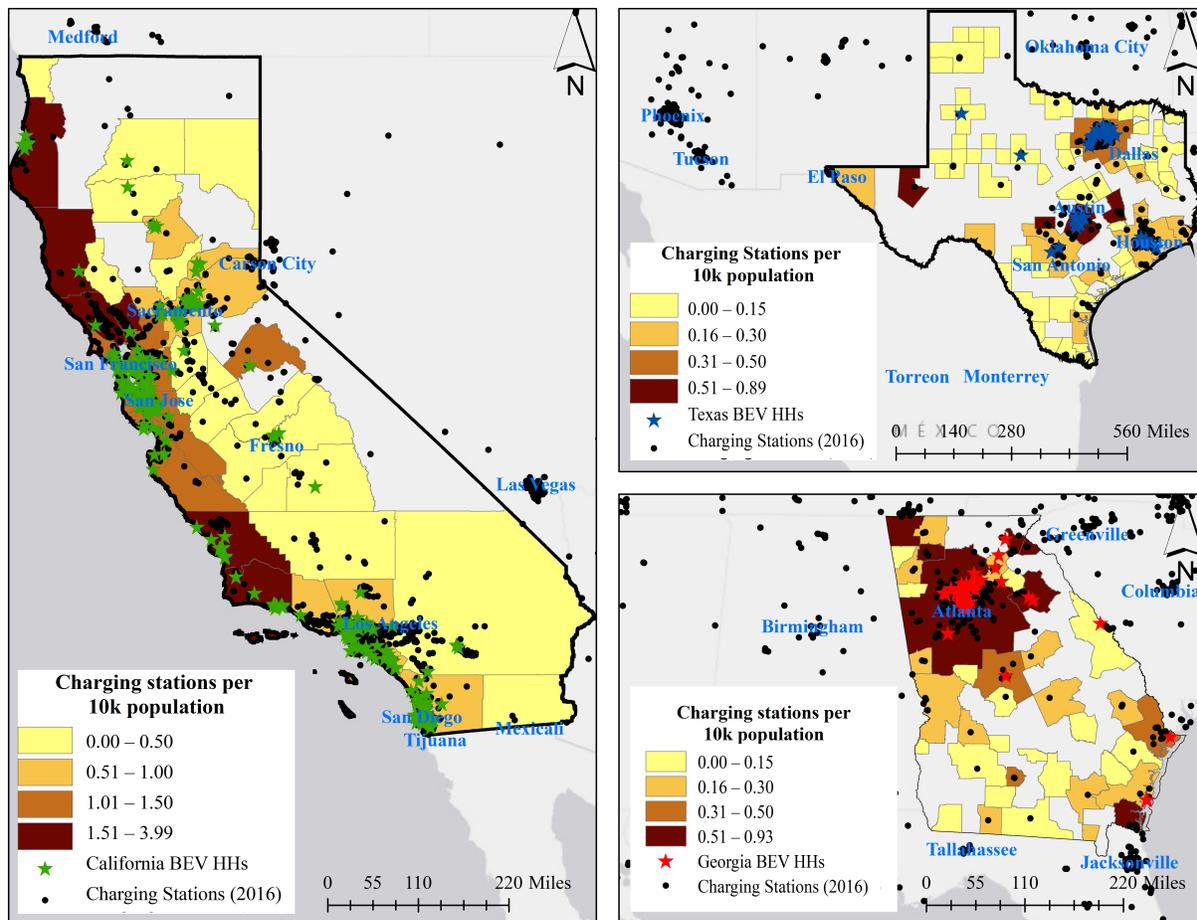 Medford
N
Carson City
Sacramento
San Francisco
San Jose
Fresno
Las Vegas
Los Angeles
San Diego
Tijuana
Mexicali
Charging stations per
10k population
0.00 – 0.50
0.51 – 1.00
1.01 – 1.50
1.51 – 3.99
California BEV HHs
Charging Stations (2016)
0 55 110 220 Miles
Oklahoma City
N
Phoenix
Tucson
El Paso
Dallas
Austin
Houston
San Antonio
Charging Stations per
10k population
0.00 – 0.15
0.16 – 0.30
0.31 – 0.50
0.51 – 0.89
Texas BEV HHs
Charging Stations (2016)
Torreon Monterrey
MÉXICO
0 140 280 560 Miles
Greenville
N
Columbia
Atlanta
Birmingham
Charging stations per
10k population
0.00 – 0.15
0.16 – 0.30
0.31 – 0.50
0.51 – 0.93
Georgia BEV HHs
Charging Stations (2016)
Tallahassee
Jacksonville
0 55 110 220 Miles